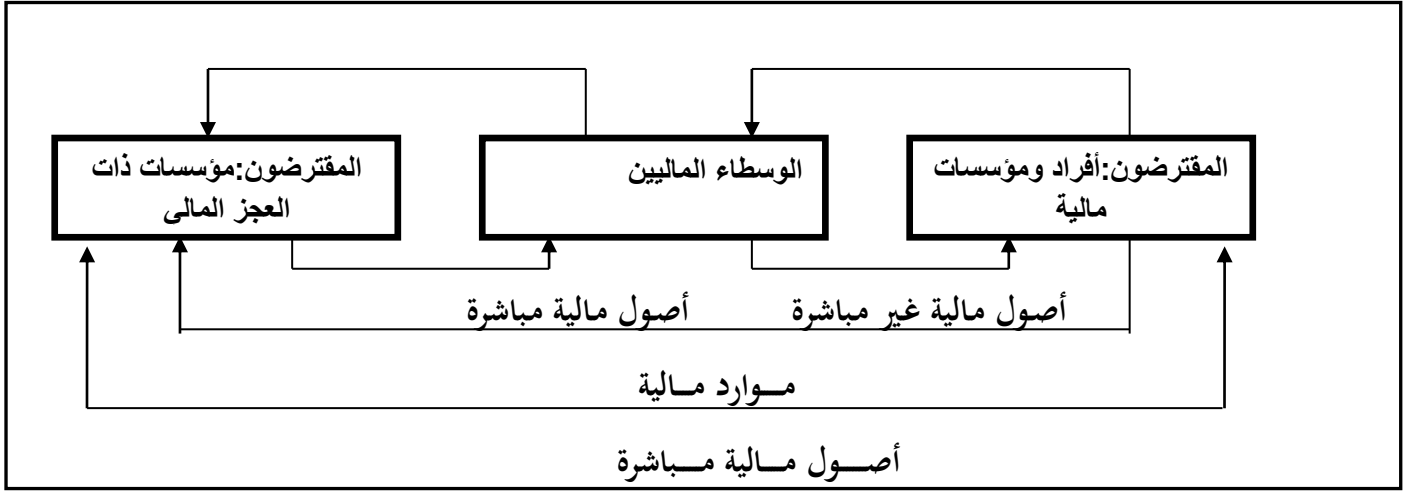 المقترضون:أفراد ومؤسسات
مالية
الوسطاء الماليين
المقترضون:مؤسسات ذات
العجز المالى
أصول مالية غير مباشرة
أصول مالية مباشرة
مــوارد مــالية
أصـــول مــالية مــباشرة